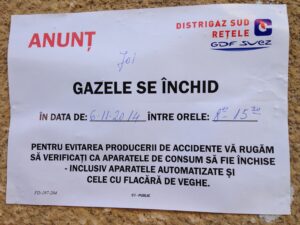 ANUNȚ
DISTRIGAZ SUD
REȚELE
GDF SUEZ
Joi
GAZELE SE ÎNCHID
ÎN DATA DE: 6.11.2014 ÎNTRE ORELE: 8⁰⁰ 15³⁰
PENTRU EVITAREA PRODUCERII DE ACCIDENTE VĂ RUGĂM
SĂ VERIFICAȚI CA APARATELE DE CONSUM SĂ FIE ÎNCHISE
- INCLUSIV APARATELE AUTOMATIZATE ȘI
CELE CU FLACĂRĂ DE VEGHE.